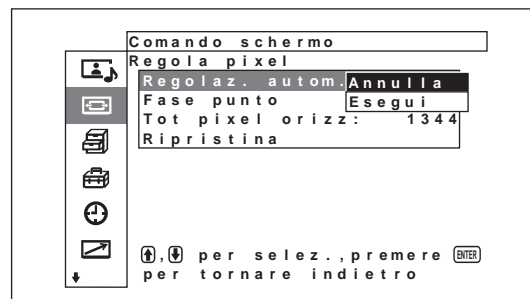 Comando schermo
Regola pixel
Regolaz. autom. Annulla
Fase punto Esegui
Tot pixel orizz: 1344
Ripristina
, per selez.,premere ENTER
per tornare indietro